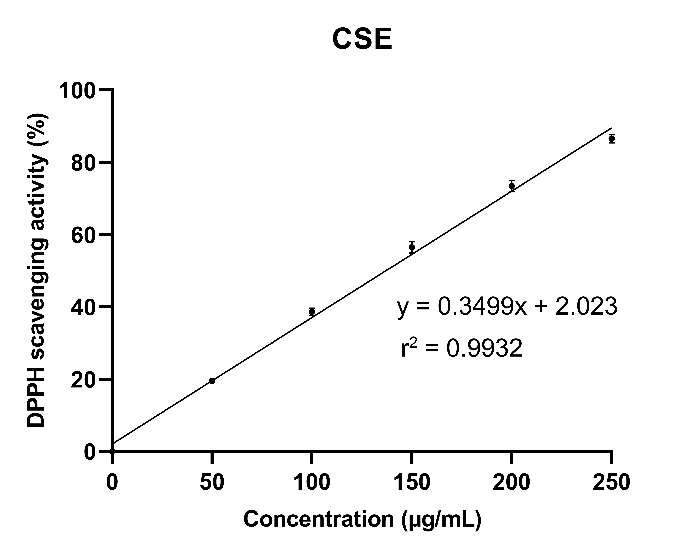 CSE
DPPH scavenging activity (%)
100
80
60
40
20
0
y = 0.3499x + 2.023
r² = 0.9932
0 50 100 150 200 250
Concentration (µg/mL)